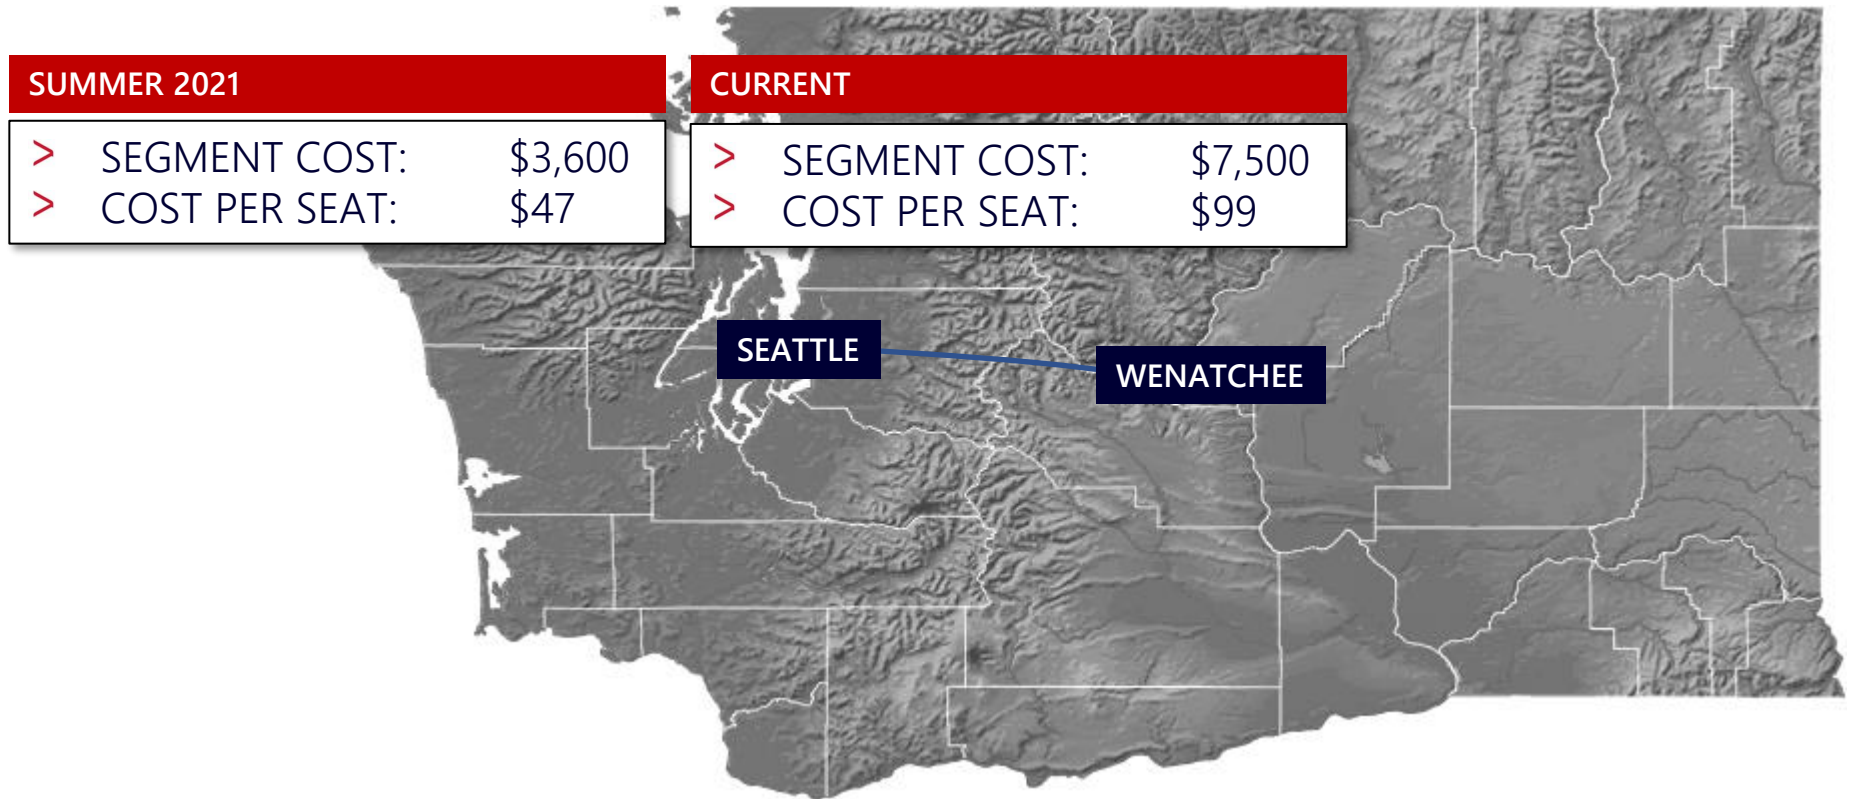 SUMMER 2021
> SEGMENT COST: $3,600
> COST PER SEAT: $47
CURRENT
> SEGMENT COST: $7,500
> COST PER SEAT: $99
SEATTLE
WENATCHEE